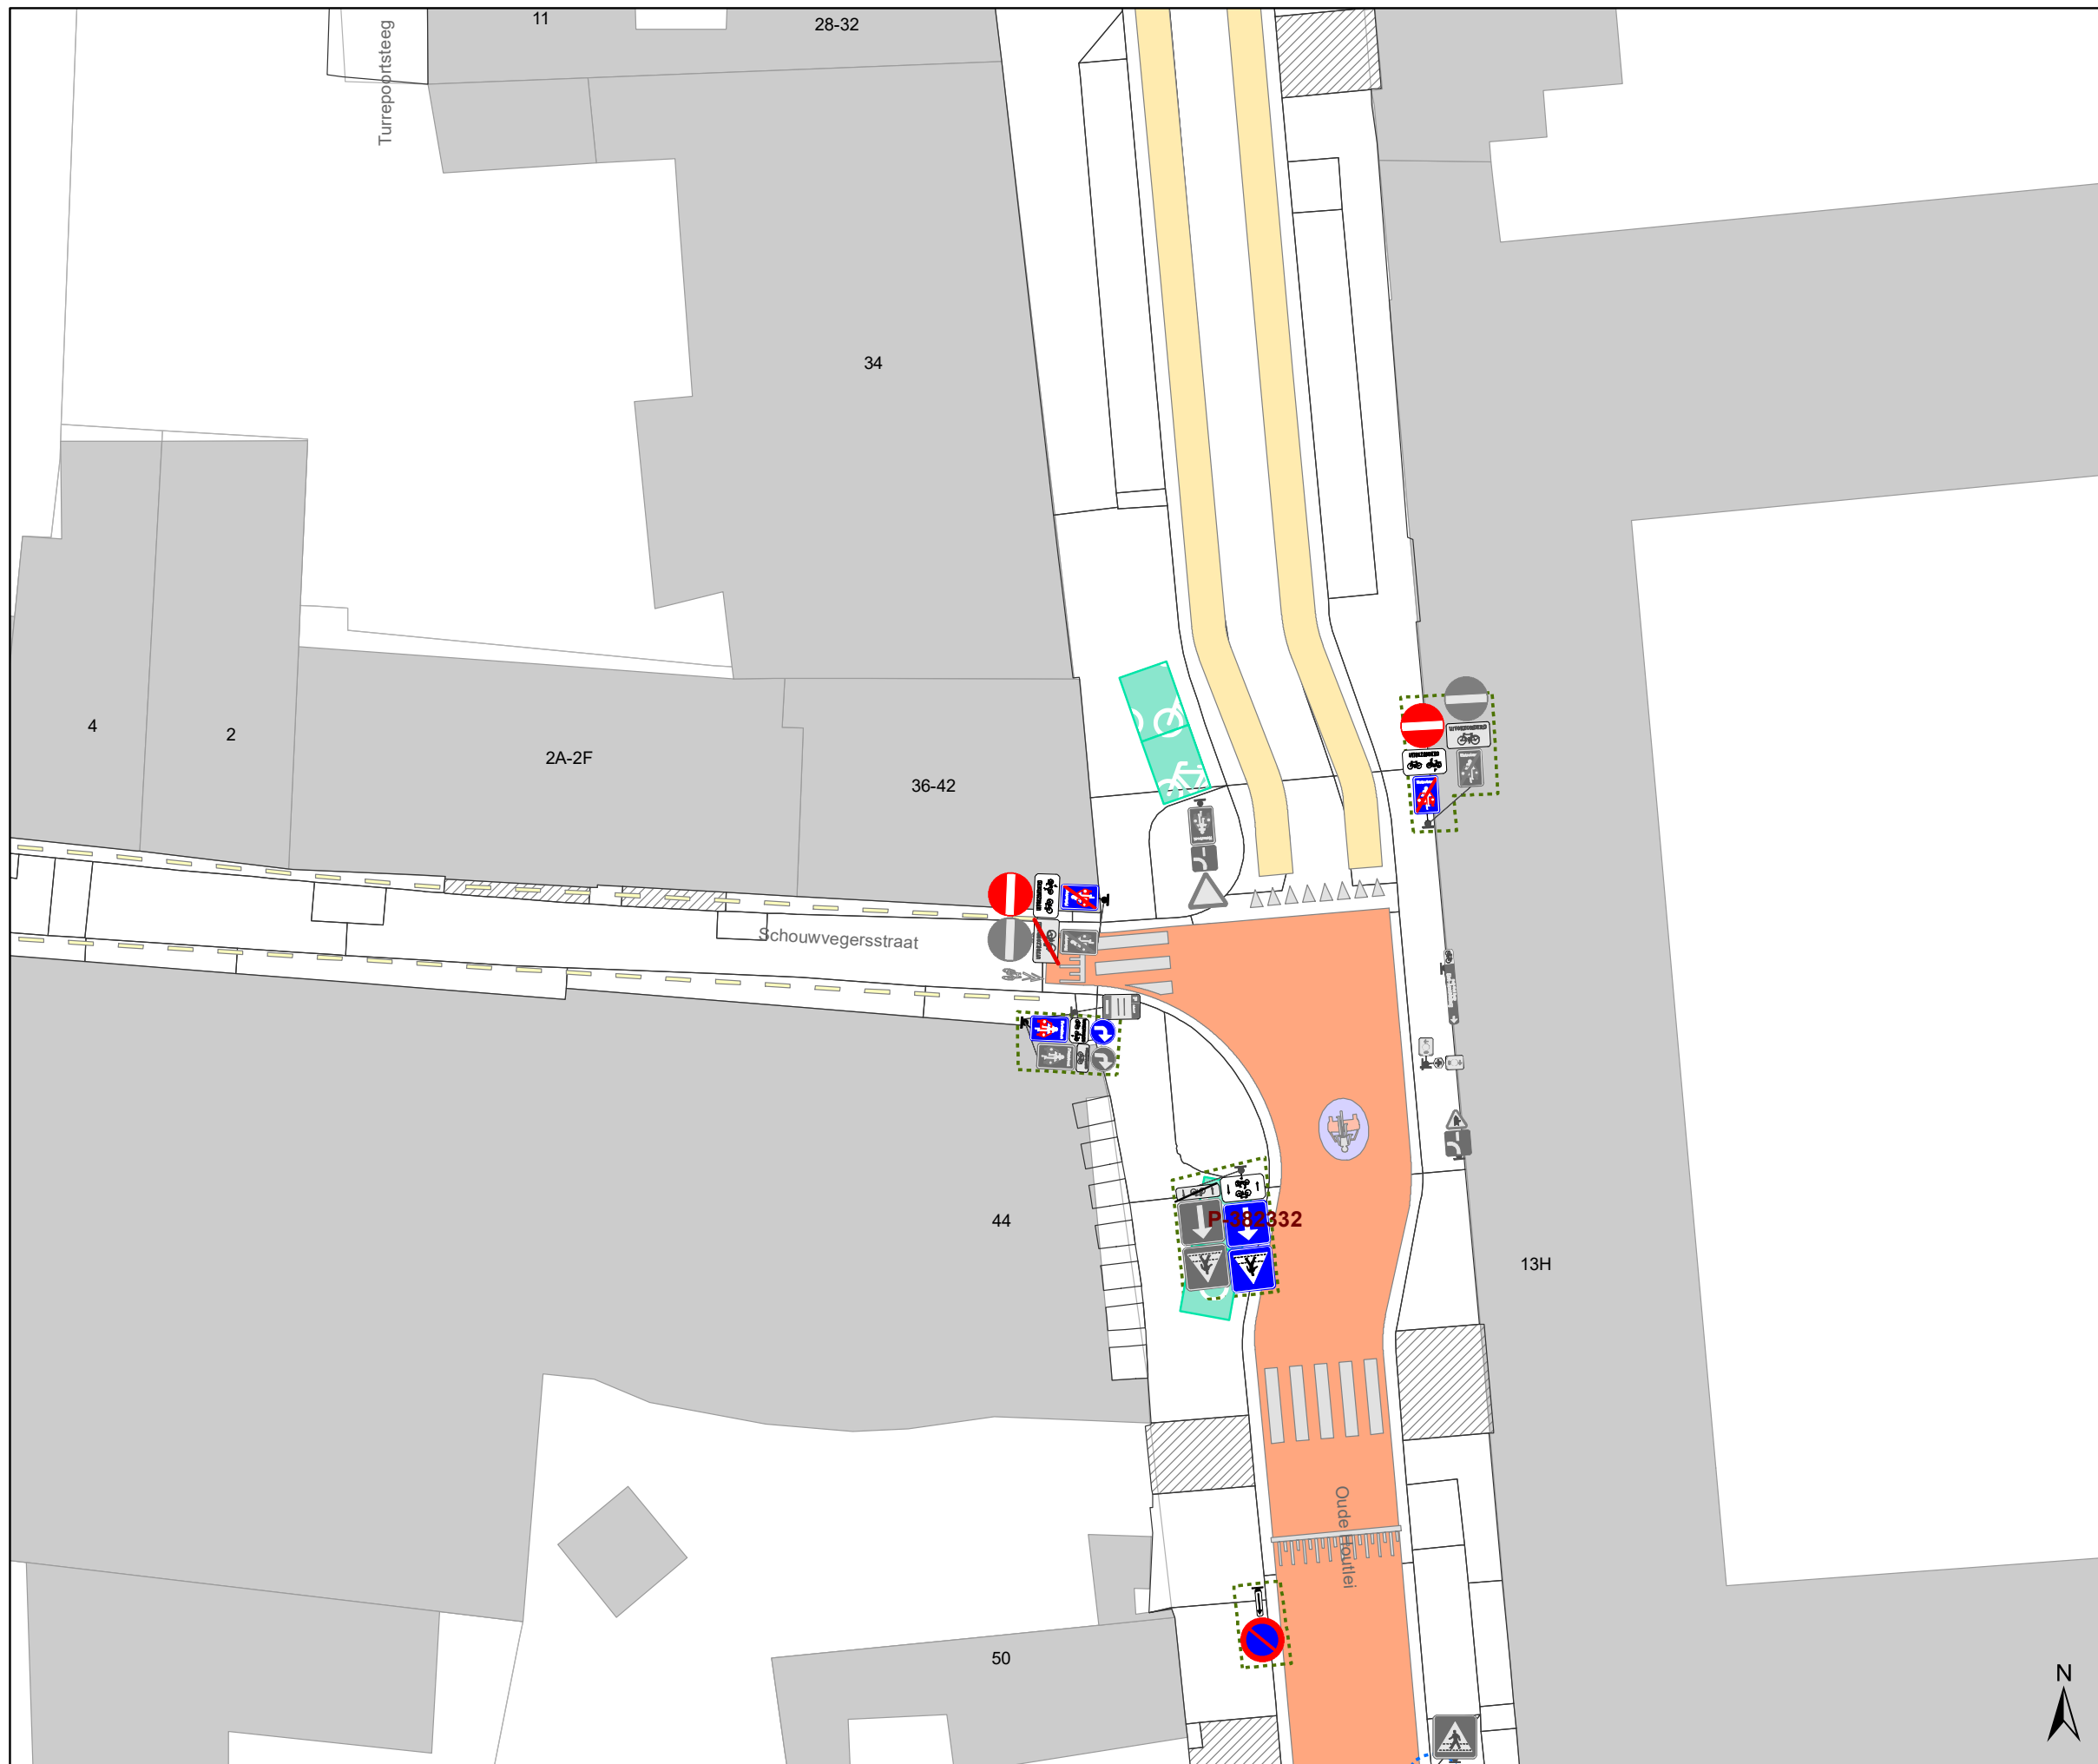 11
28-32
Turrepoortsteeg
34
4
2
2A-2F
36-42
Schouwvegersstraat
P-382332
44
13H
Oude Houtlei
50
N